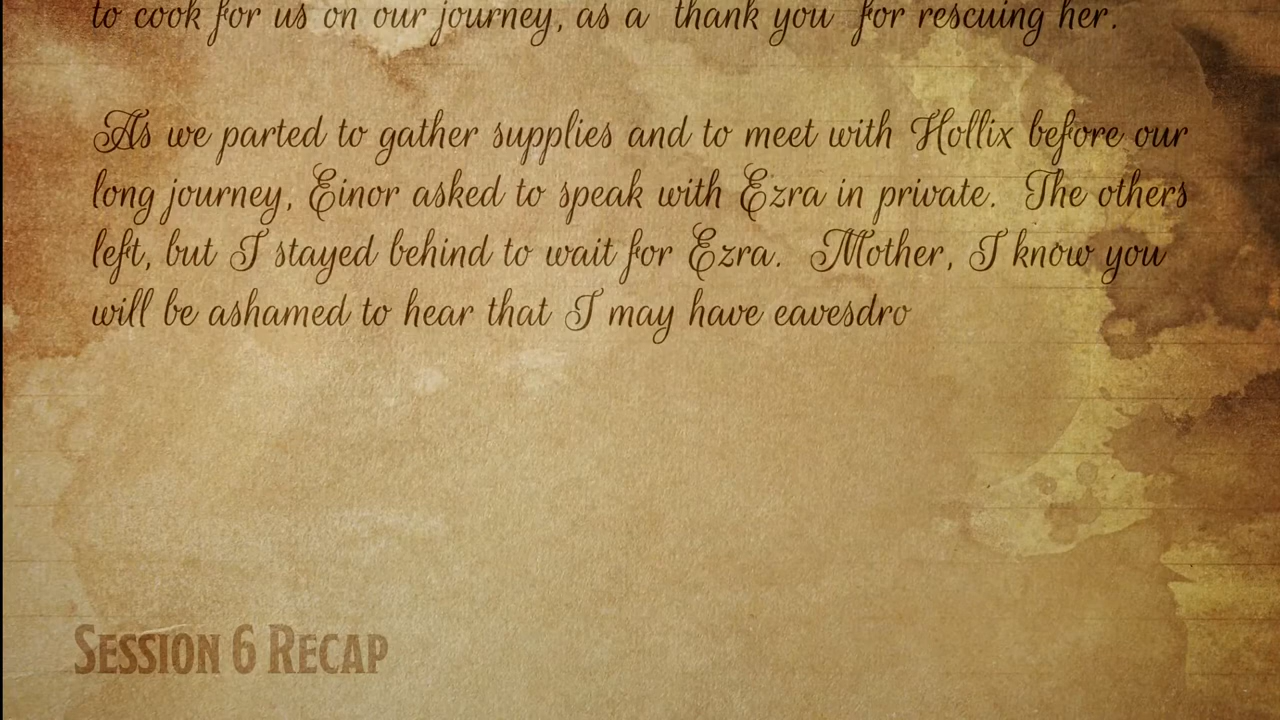 to cook for us on our journey, as a "thank you" for rescuing her.
As we parted to gather supplies and to meet with Hollix before our
long journey, Einor asked to speak with Ezra in private.  The others
left, but I stayed behind to wait for Ezra.  Mother, I know you
will be ashamed to hear that I may have eavesdro
Session 6 Recap